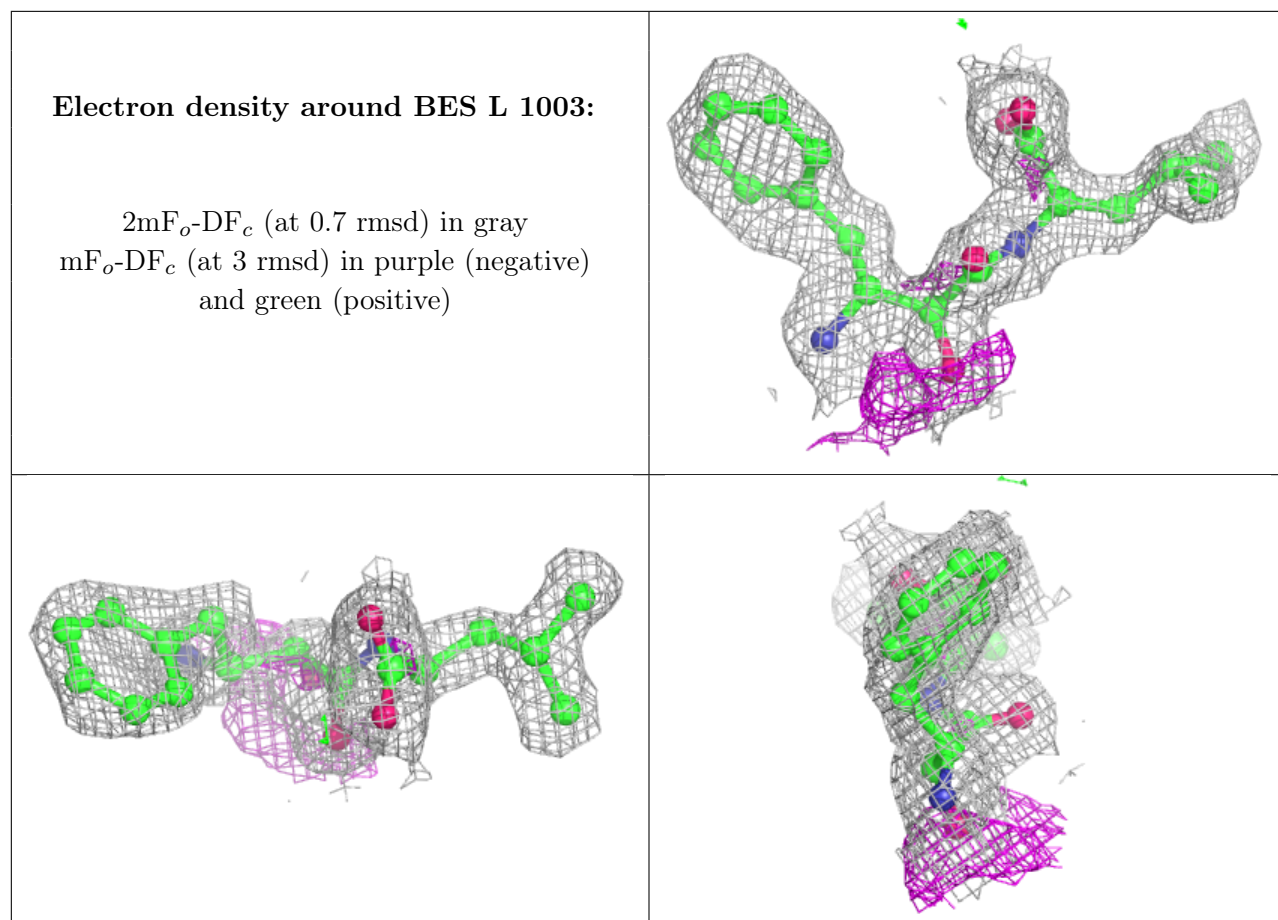 Electron density around BES L 1003:
2mFo-DFc (at 0.7 rmsd) in gray
mFo-DFc (at 3 rmsd) in purple (negative)
and green (positive)